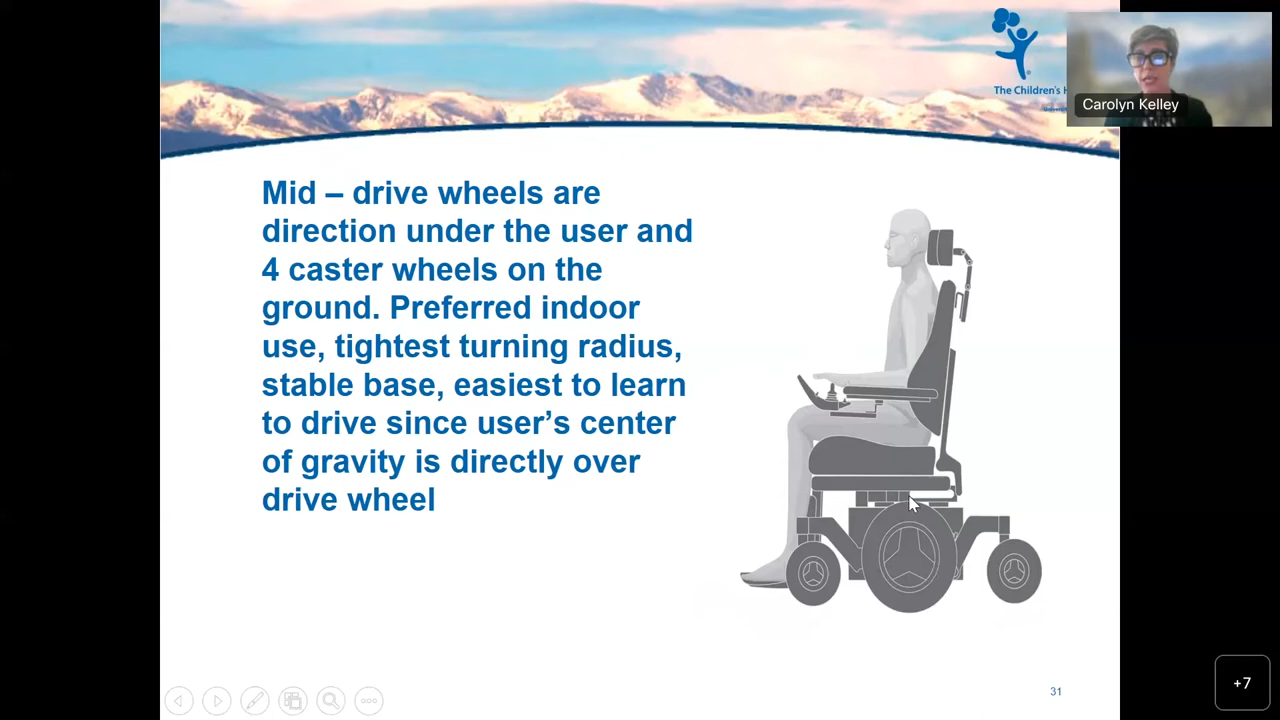 The Children's H
Carolyn Kelley
Mid – drive wheels are
direction under the user and
4 caster wheels on the
ground. Preferred indoor
use, tightest turning radius,
stable base, easiest to learn
to drive since user's center
of gravity is directly over
drive wheel
31
+7